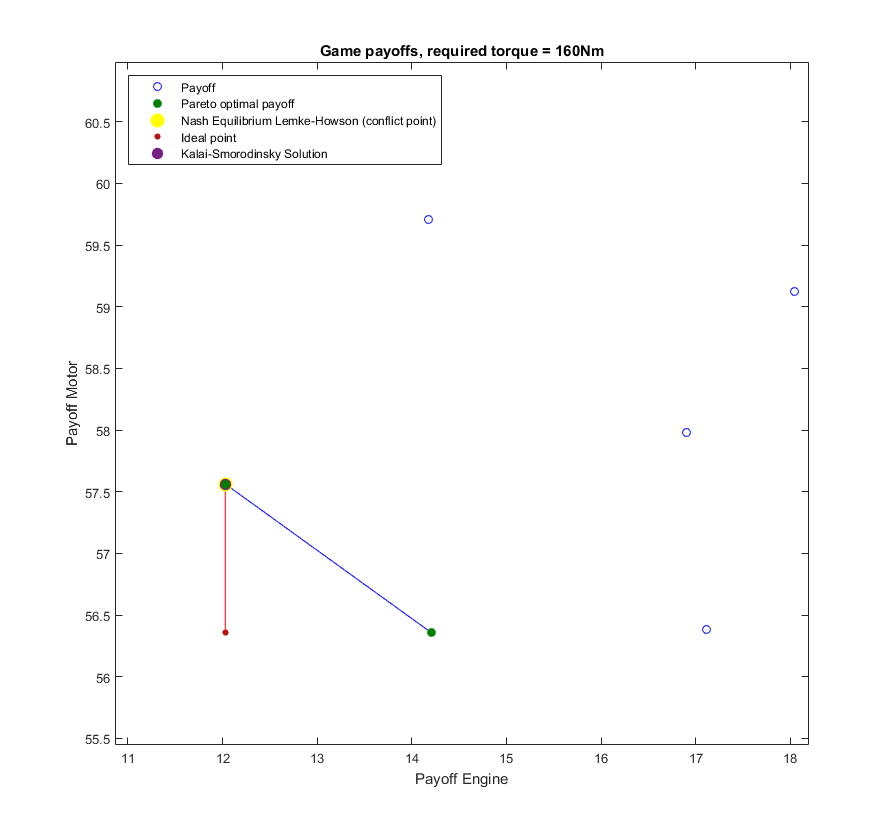 Game payoffs, required torque = 160Nm
Payoff
Pareto optimal payoff
Nash Equilibrium Lemke-Howson (conflict point)
Ideal point
Kalai-Smorodinsky Solution
60.5
60
59.5
59
58.5
58
57.5
57
56.5
56
55.5
Payoff Motor
11 12 13 14 15 16 17 18
Payoff Engine